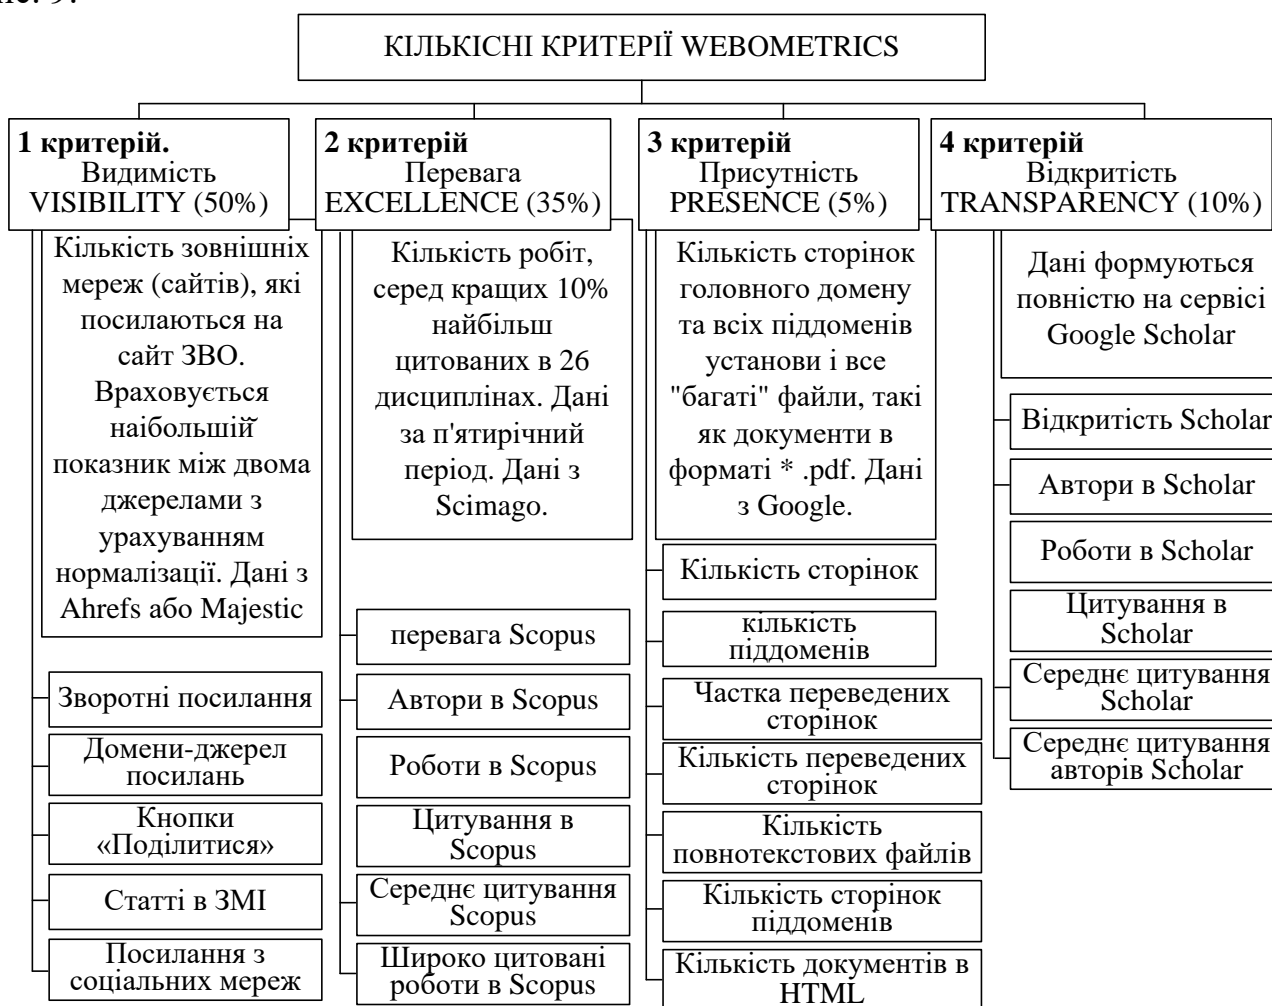 КІЛЬКІСНІ КРИТЕРІЇ WEBOMETRICS
1 критерій.
Видимість
VISIBILITY (50%)
Кількість зовнішніх
мереж (сайтів), які
посилаються на
сайт ЗВО.
Враховується
наібольшій̆
показник між двома
джерелами з
урахуванням
нормалізації. Дані з
Ahrefs або Majestic
Зворотні посилання
Домени-джерел
посилань
Кнопки
«Поділитися»
Статті в ЗМІ
Посилання з
соціальних мереж
2 критерій
Перевага
EXCELLENCE (35%)
Кількість робіт,
серед кращих 10%
найбільш
цитованих в 26
дисциплінах. Дані
за п'ятирічний
період. Дані з
Scimago.
перевага Scopus
Автори в Scopus
Роботи в Scopus
Цитування в
Scopus
Середнє цитування
Scopus
Широко цитовані
роботи в Scopus
3 критерій
Присутність
PRESENCE (5%)
Кількість сторінок
головного домену
та всіх піддоменів
установи і все
"багаті" файли, такі
як документи в
форматі * .pdf. Дані
з Google.
Кількість сторінок
кількість
піддоменів
Частка переведених
сторінок
Кількість переведених
сторінок
Кількість
повнотекстових файлів
Кількість сторінок
піддоменів
Кількість документів в
HTML
4 критерій
Відкритість
TRANSPARENCY (10%)
Дані формуються
повністю на сервісі
Google Scholar
Відкритість Scholar
Автори в Scholar
Роботи в Scholar
Цитування в
Scholar
Середнє цитування
Scholar
Середнє цитування
авторів Scholar